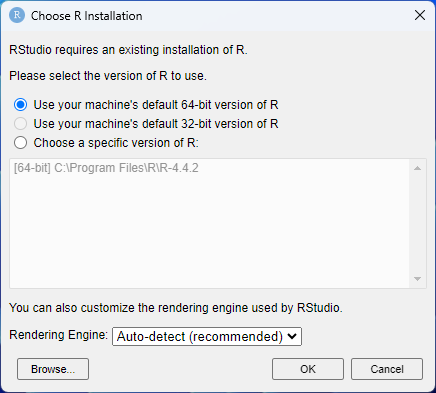 R Choose R Installation
RStudio requires an existing installation of R.
Please select the version of R to use.
Use your machine's default 64-bit version of R
Use your machine's default 32-bit version of R
Choose a specific version of R:
[64-bit] C:\Program Files\R\R-4.4.2
You can also customize the rendering engine used by RStudio.
Rendering Engine: Auto-detect (recommended)
Browse... OK Cancel